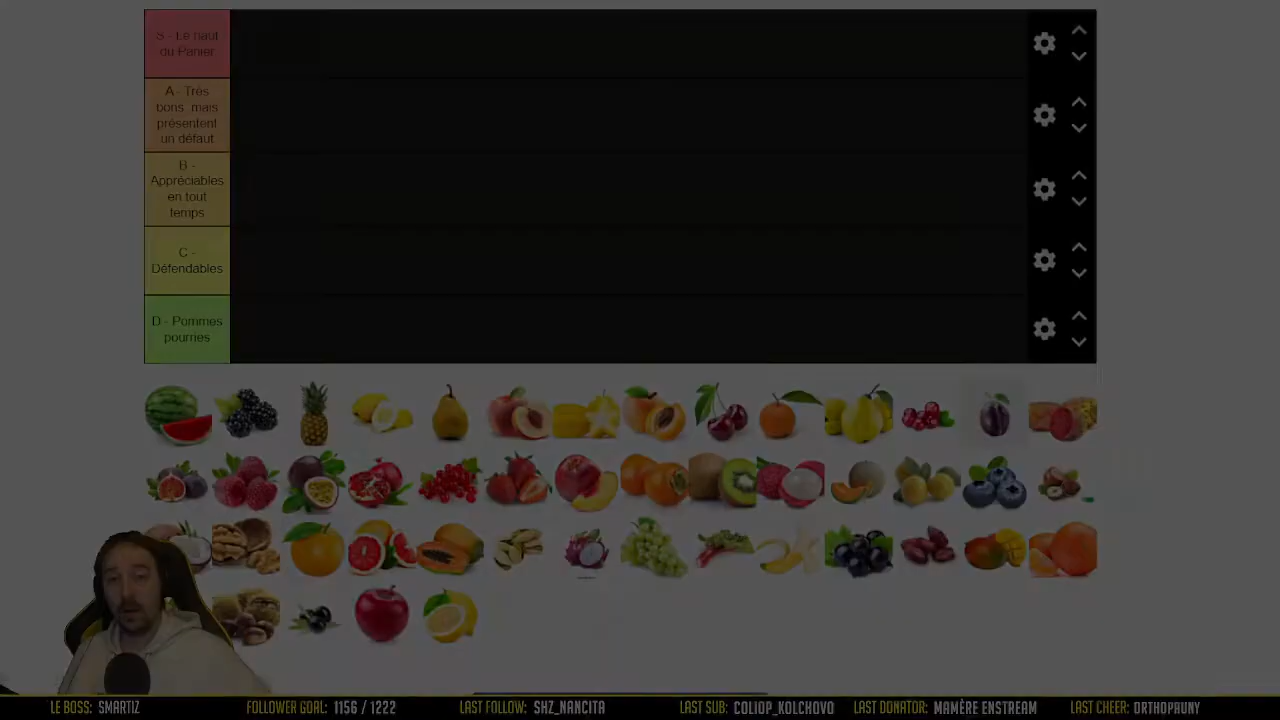 S - Le haut
du Panier
A - Très
bons mais
présentent
un défaut
B -
Appréciables
en tout
temps
C -
Défendables
D - Pommes
pourries
LE BOSS: SMARTIZ FOLLOWER GOAL: 1156 / 1222 LAST FOLLOW: SHZ_NANCITA LAST SUB: COLIOP_KOLCHOVO LAST DONATOR: MAMÈRE ENSTREAM LAST CHEER: ORTHOPHUNY